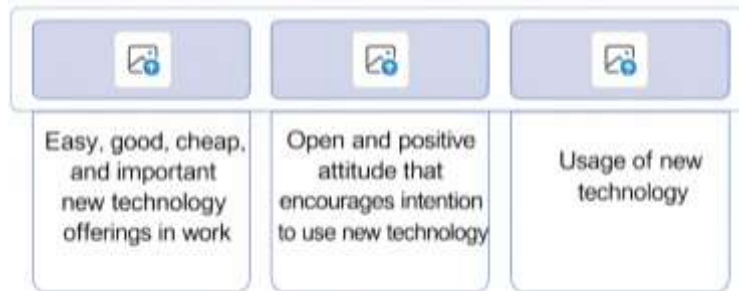 Easy, good, cheap,
and important
new technology
offerings in work
Open and positive
attitude that
encourages intention
to use new technology
Usage of new
technology